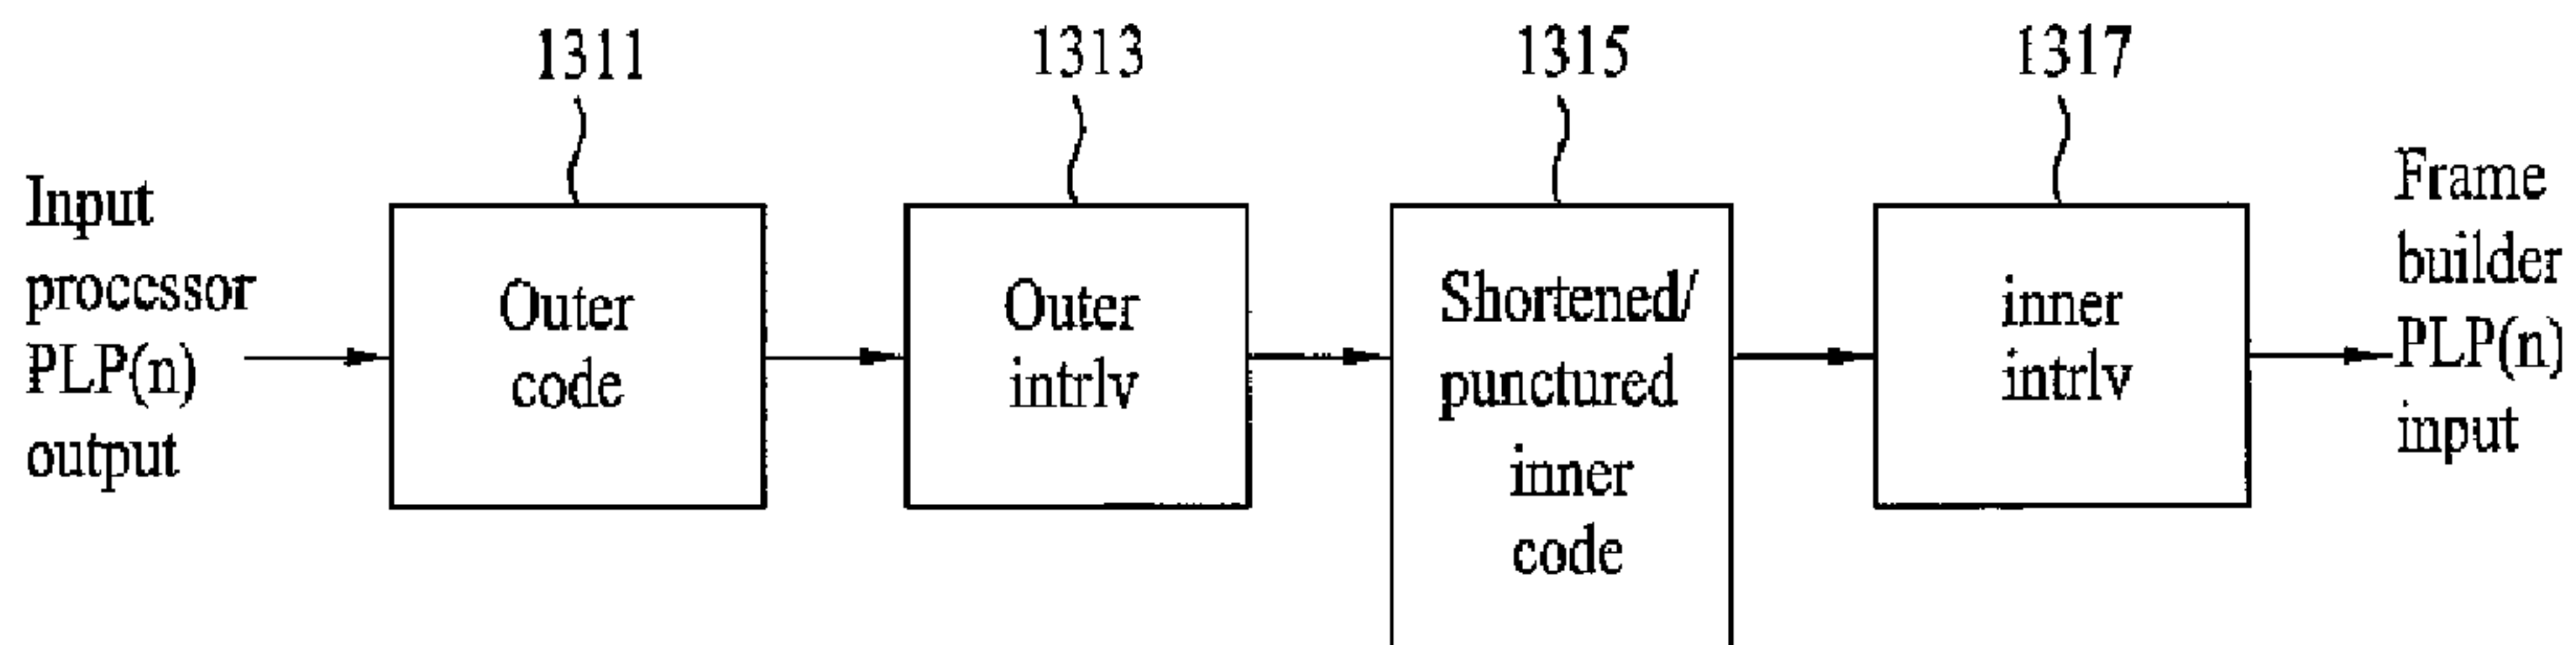 1311
1313
1315
1317
Input
processor
PLP(n)
output
Outer
code
Outer
intrlv
Shortened/
punctured
inner
code
inner
intrlv
Frame
builder
PLP(n)
input